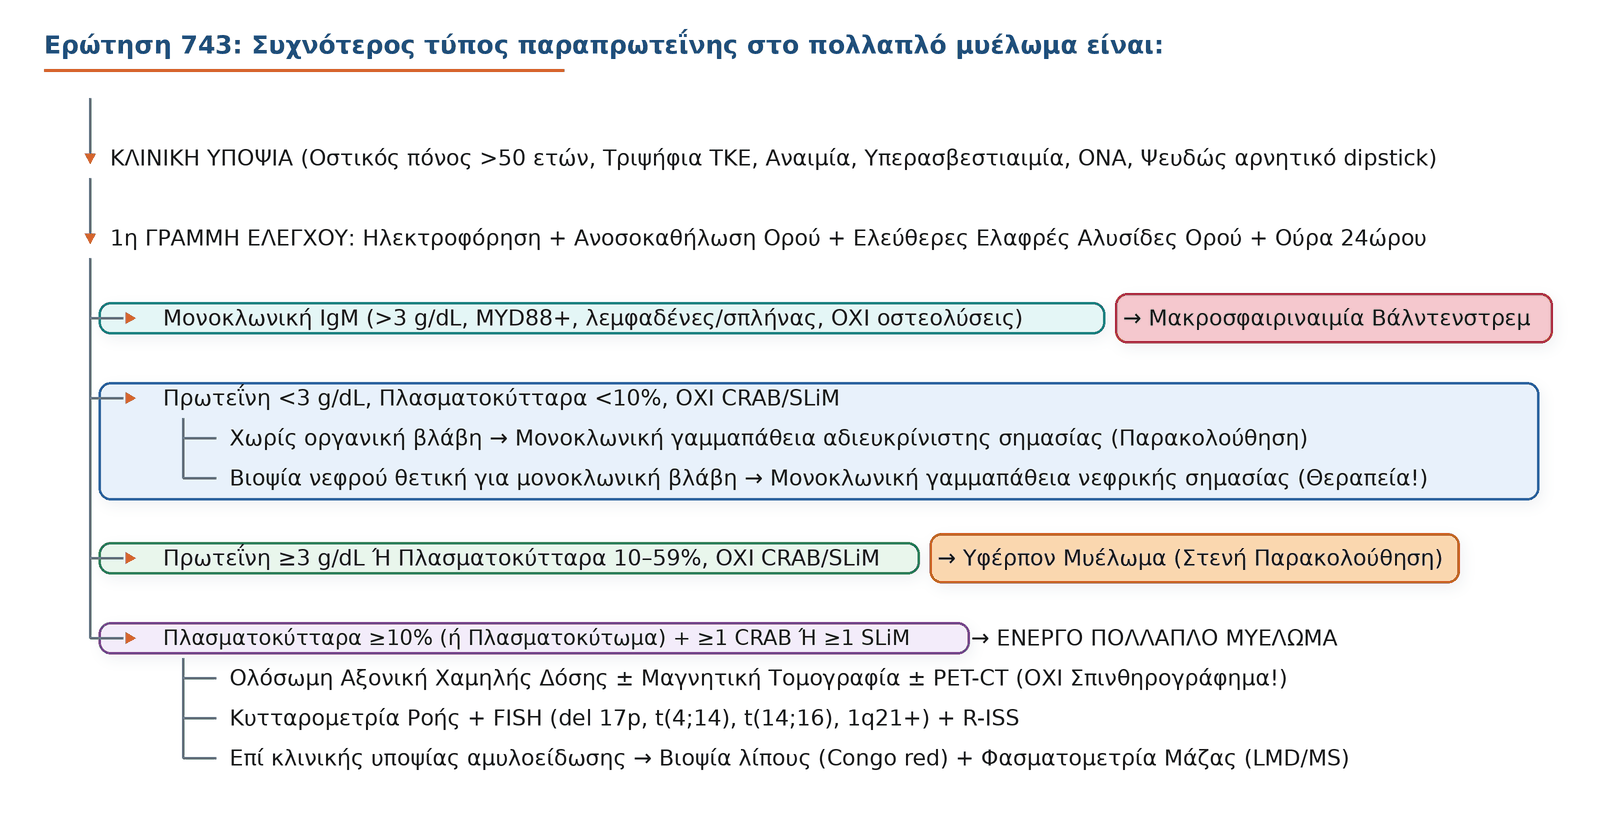 Ερώτηση 743: Συχνότερος τύπος παραπρωτεΐνης στο πολλαπλό μυέλωμα είναι:
ΚΛΙΝΙΚΗ ΥΠΟΨΙΑ (Οστικός πόνος >50 ετών, Τριψήφια ΤΚΕ, Αναιμία, Υπερασβεστιαιμία, ΟΝΑ, Ψευδώς αρνητικό dipstick)
1η ΓΡΑΜΜΗ ΕΛΕΓΧΟΥ: Ηλεκτροφόρηση + Ανοσοκαθήλωση Ορού + Ελεύθερες Ελαφρές Αλυσίδες Ορού + Ούρα 24ώρου
Μονοκλωνική IgM (>3 g/dL, MYD88+, λεμφαδένες/σπλήνας, ΟΧΙ οστεολύσεις) → Μακροσφαιριναιμία Βάλντενστρεμ
Πρωτεΐνη <3 g/dL, Πλασματοκύτταρα <10%, ΟΧΙ CRAB/SLiM
Χωρίς οργανική βλάβη → Μονοκλωνική γαμμαπάθεια αδιευκρίνιστης σημασίας (Παρακολούθηση)
Βιοψία νεφρού θετική για μονοκλωνική βλάβη → Μονοκλωνική γαμμαπάθεια νεφρικής σημασίας (Θεραπεία!)
Πρωτεΐνη ≥3 g/dL Ή Πλασματοκύτταρα 10–59%, ΟΧΙ CRAB/SLiM → Υφέρπον Μυέλωμα (Στενή Παρακολούθηση)
Πλασματοκύτταρα ≥10% (ή Πλασματοκύτωμα) + ≥1 CRAB Ή ≥1 SLiM → ΕΝΕΡΓΟ ΠΟΛΛΑΠΛΟ ΜΥΕΛΩΜΑ
Ολόσωμη Αξονική Χαμηλής Δόσης ± Μαγνητική Τομογραφία ± PET-CT (ΟΧΙ Σπινθηρογράφημα!)
Κυτταρομετρία Ροής + FISH (del 17p, t(4;14), t(14;16), 1q21+) + R-ISS
Επί κλινικής υποψίας αμυλοείδωσης → Βιοψία λίπους (Congo red) + Φασματομετρία Μάζας (LMD/MS)